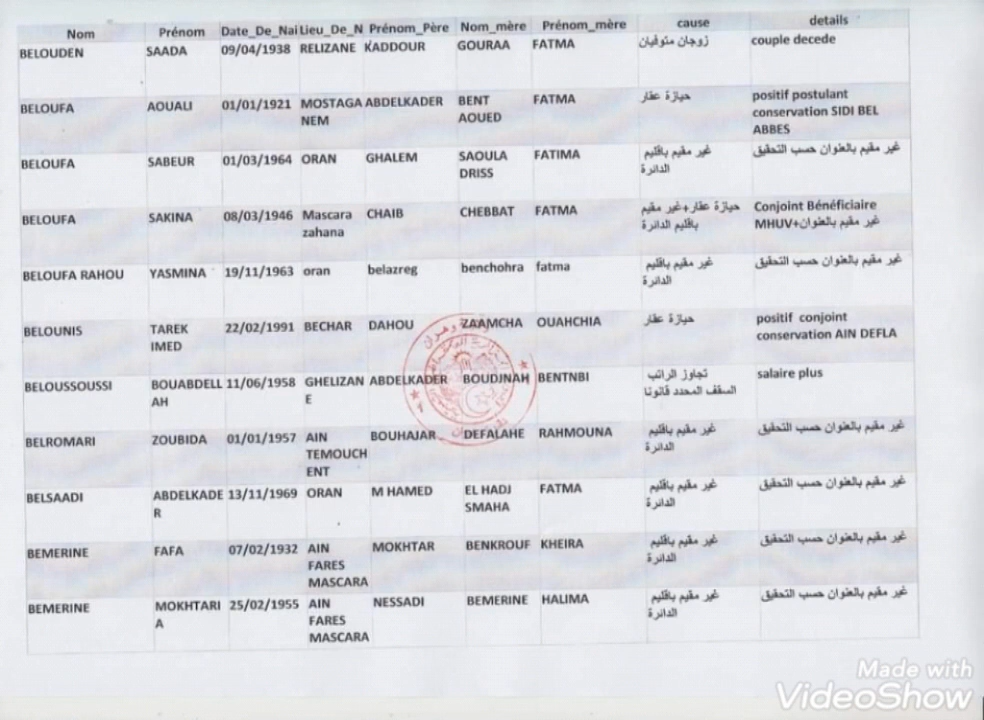 Nom Prénom Date_De_Nai Lieu_De_N Prénom_Père Nom_mère Prénom_mère cause details
BELOUDEN SAADA 09/04/1938 RELIZANE KADDOUR GOURAA FATMA زوجان متوفيان couple decede
BELOUFA AOUALI 01/01/1921 MOSTAGA ABDELKADER BENT FATMA حيازة عقار positif postulant
NEM AOUED conservation SIDI BEL
ABBES
BELOUFA SABEUR 01/03/1964 ORAN GHALEM SAOULA FATIMA غير مقيم باقليم غير مقيم بالعنوان حسب التحقيق
DRISS الدائرة
BELOUFA SAKINA 08/03/1946 Mascara CHAIB CHEBBAT FATMA حيازة عقار+غير مقيم Conjoint Bénéficiaire
zahana باقليم الدائرة MHUV+غير مقيم بالعنوان
BELOUFA RAHOU YASMINA 19/11/1963 oran belazreg benchohra fatma غير مقيم باقليم غير مقيم بالعنوان حسب التحقيق
الدائرة
BELOUNIS TAREK 22/02/1991 BECHAR DAHOU ZAAMCHA OUAHCHIA حيازة عقار positif conjoint
IMED conservation AIN DEFLA
BELOUSSOUSSI BOUABDELL 11/06/1958 GHELIZAN ABDELKADER BOUDJNAH BENTNBI تجاوز الراتب salaire plus
AH E السقف المحدد قانونا
BELROMARI ZOUBIDA 01/01/1957 AIN BOUHAJAR DEFALAHE RAHMOUNA غير مقيم باقليم غير مقيم بالعنوان حسب التحقيق
TEMOUCH الدائرة
ENT
BELSAADI ABDELKADE 13/11/1969 ORAN M HAMED EL HADJ FATMA غير مقيم باقليم غير مقيم بالعنوان حسب التحقيق
R SMAHA الدائرة
BEMERINE FAFA 07/02/1932 AIN MOKHTAR BENKROUF KHEIRA غير مقيم باقليم غير مقيم بالعنوان حسب التحقيق
FARES الدائرة
MASCARA
BEMERINE MOKHTARI 25/02/1955 AIN NESSADI BEMERINE HALIMA غير مقيم باقليم غير مقيم بالعنوان حسب التحقيق
A FARES الدائرة
MASCARA
Made with
VideoShow